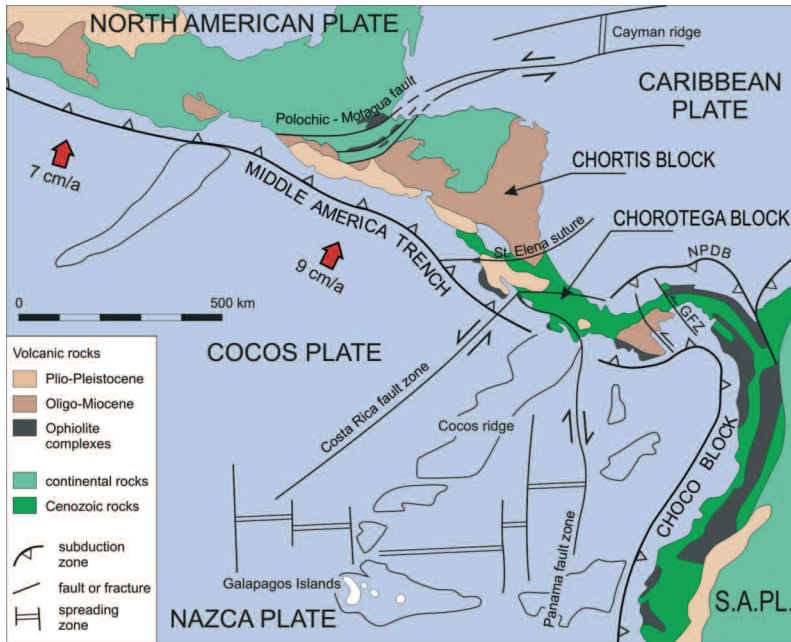 NORTH AMERICAN PLATE
Cayman ridge
CARIBBEAN
PLATE
Polochic - Motagua fault
7 cm/a
MIDDLE AMERICA TRENCH
CHORTIS BLOCK
CHOROTEGA BLOCK
St. Elena suture
9 cm/a
NPDB
GFZ
0
500 km
COCOS PLATE
Costa Rica fault zone
Cocos ridge
CHOCO BLOCK
Panama fault zone
Galapagos Islands
NAZCA PLATE
S.A.PL.
Volcanic rocks
Plio-Pleistocene
Oligo-Miocene
Ophiolite
complexes
continental rocks
Cenozoic rocks
subduction
zone
fault or fracture
spreading
zone